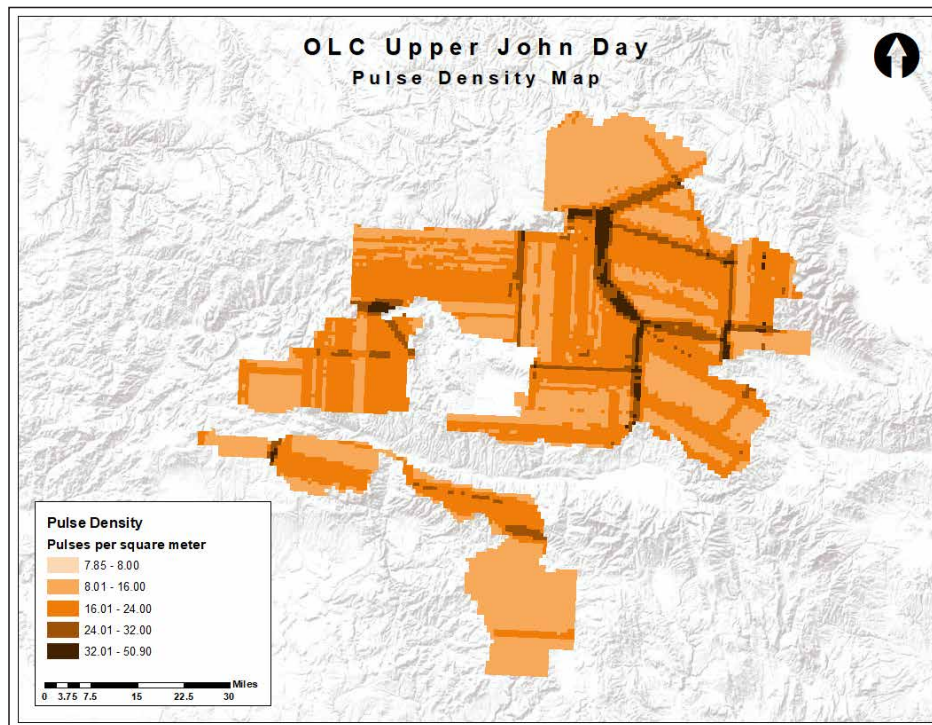 OLC Upper John Day
Pulse Density Map
Pulse Density
Pulses per square meter
7.85 - 8.00
8.01 - 16.00
16.01 - 24.00
24.01 - 32.00
32.01 - 50.90
Miles
0 3.75 7.5 15 22.5 30